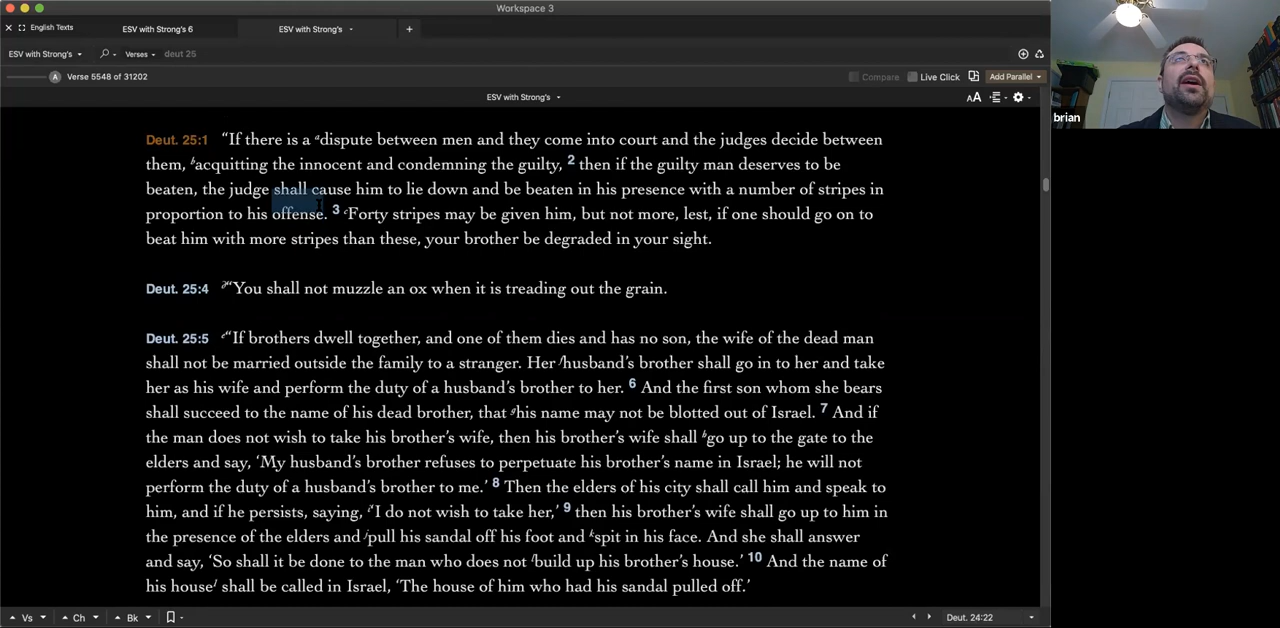 Workspace 3
English Texts
ESV with Strong's 6
ESV with Strong's
+
ESV with Strong's
Verses
deut 25
A
Verse 5548 of 31202
Compare
Live Click
Add Parallel
ESV with Strong's
AA
Deut. 25:1 “If there is a ᵃdispute between men and they come into court and the judges decide between
them, ᵇacquitting the innocent and condemning the guilty, 2 then if the guilty man deserves to be
beaten, the judge shall cause him to lie down and be beaten in his presence with a number of stripes in
proportion to his offense. 3 ᶜForty stripes may be given him, but not more, lest, if one should go on to
beat him with more stripes than these, your brother be degraded in your sight.
Deut. 25:4 ᵈ“You shall not muzzle an ox when it is treading out the grain.
Deut. 25:5 ᵉ“If brothers dwell together, and one of them dies and has no son, the wife of the dead man
shall not be married outside the family to a stranger. Her ᶠhusband’s brother shall go in to her and take
her as his wife and perform the duty of a husband’s brother to her. 6 And the first son whom she bears
shall succeed to the name of his dead brother, that ᵍhis name may not be blotted out of Israel. 7 And if
the man does not wish to take his brother’s wife, then his brother’s wife shall ʰgo up to the gate to the
elders and say, ‘My husband’s brother refuses to perpetuate his brother’s name in Israel; he will not
perform the duty of a husband’s brother to me.’ 8 Then the elders of his city shall call him and speak to
him, and if he persists, saying, ⁱ‘I do not wish to take her,’ 9 then his brother’s wife shall go up to him in
the presence of the elders and ʲpull his sandal off his foot and ᵏspit in his face. And she shall answer
and say, ‘So shall it be done to the man who does not ˡbuild up his brother’s house.’ 10 And the name of
his house shall be called in Israel, ‘The house of him who had his sandal pulled off.’
Vs
Ch
Bk
Deut. 24:22
brian